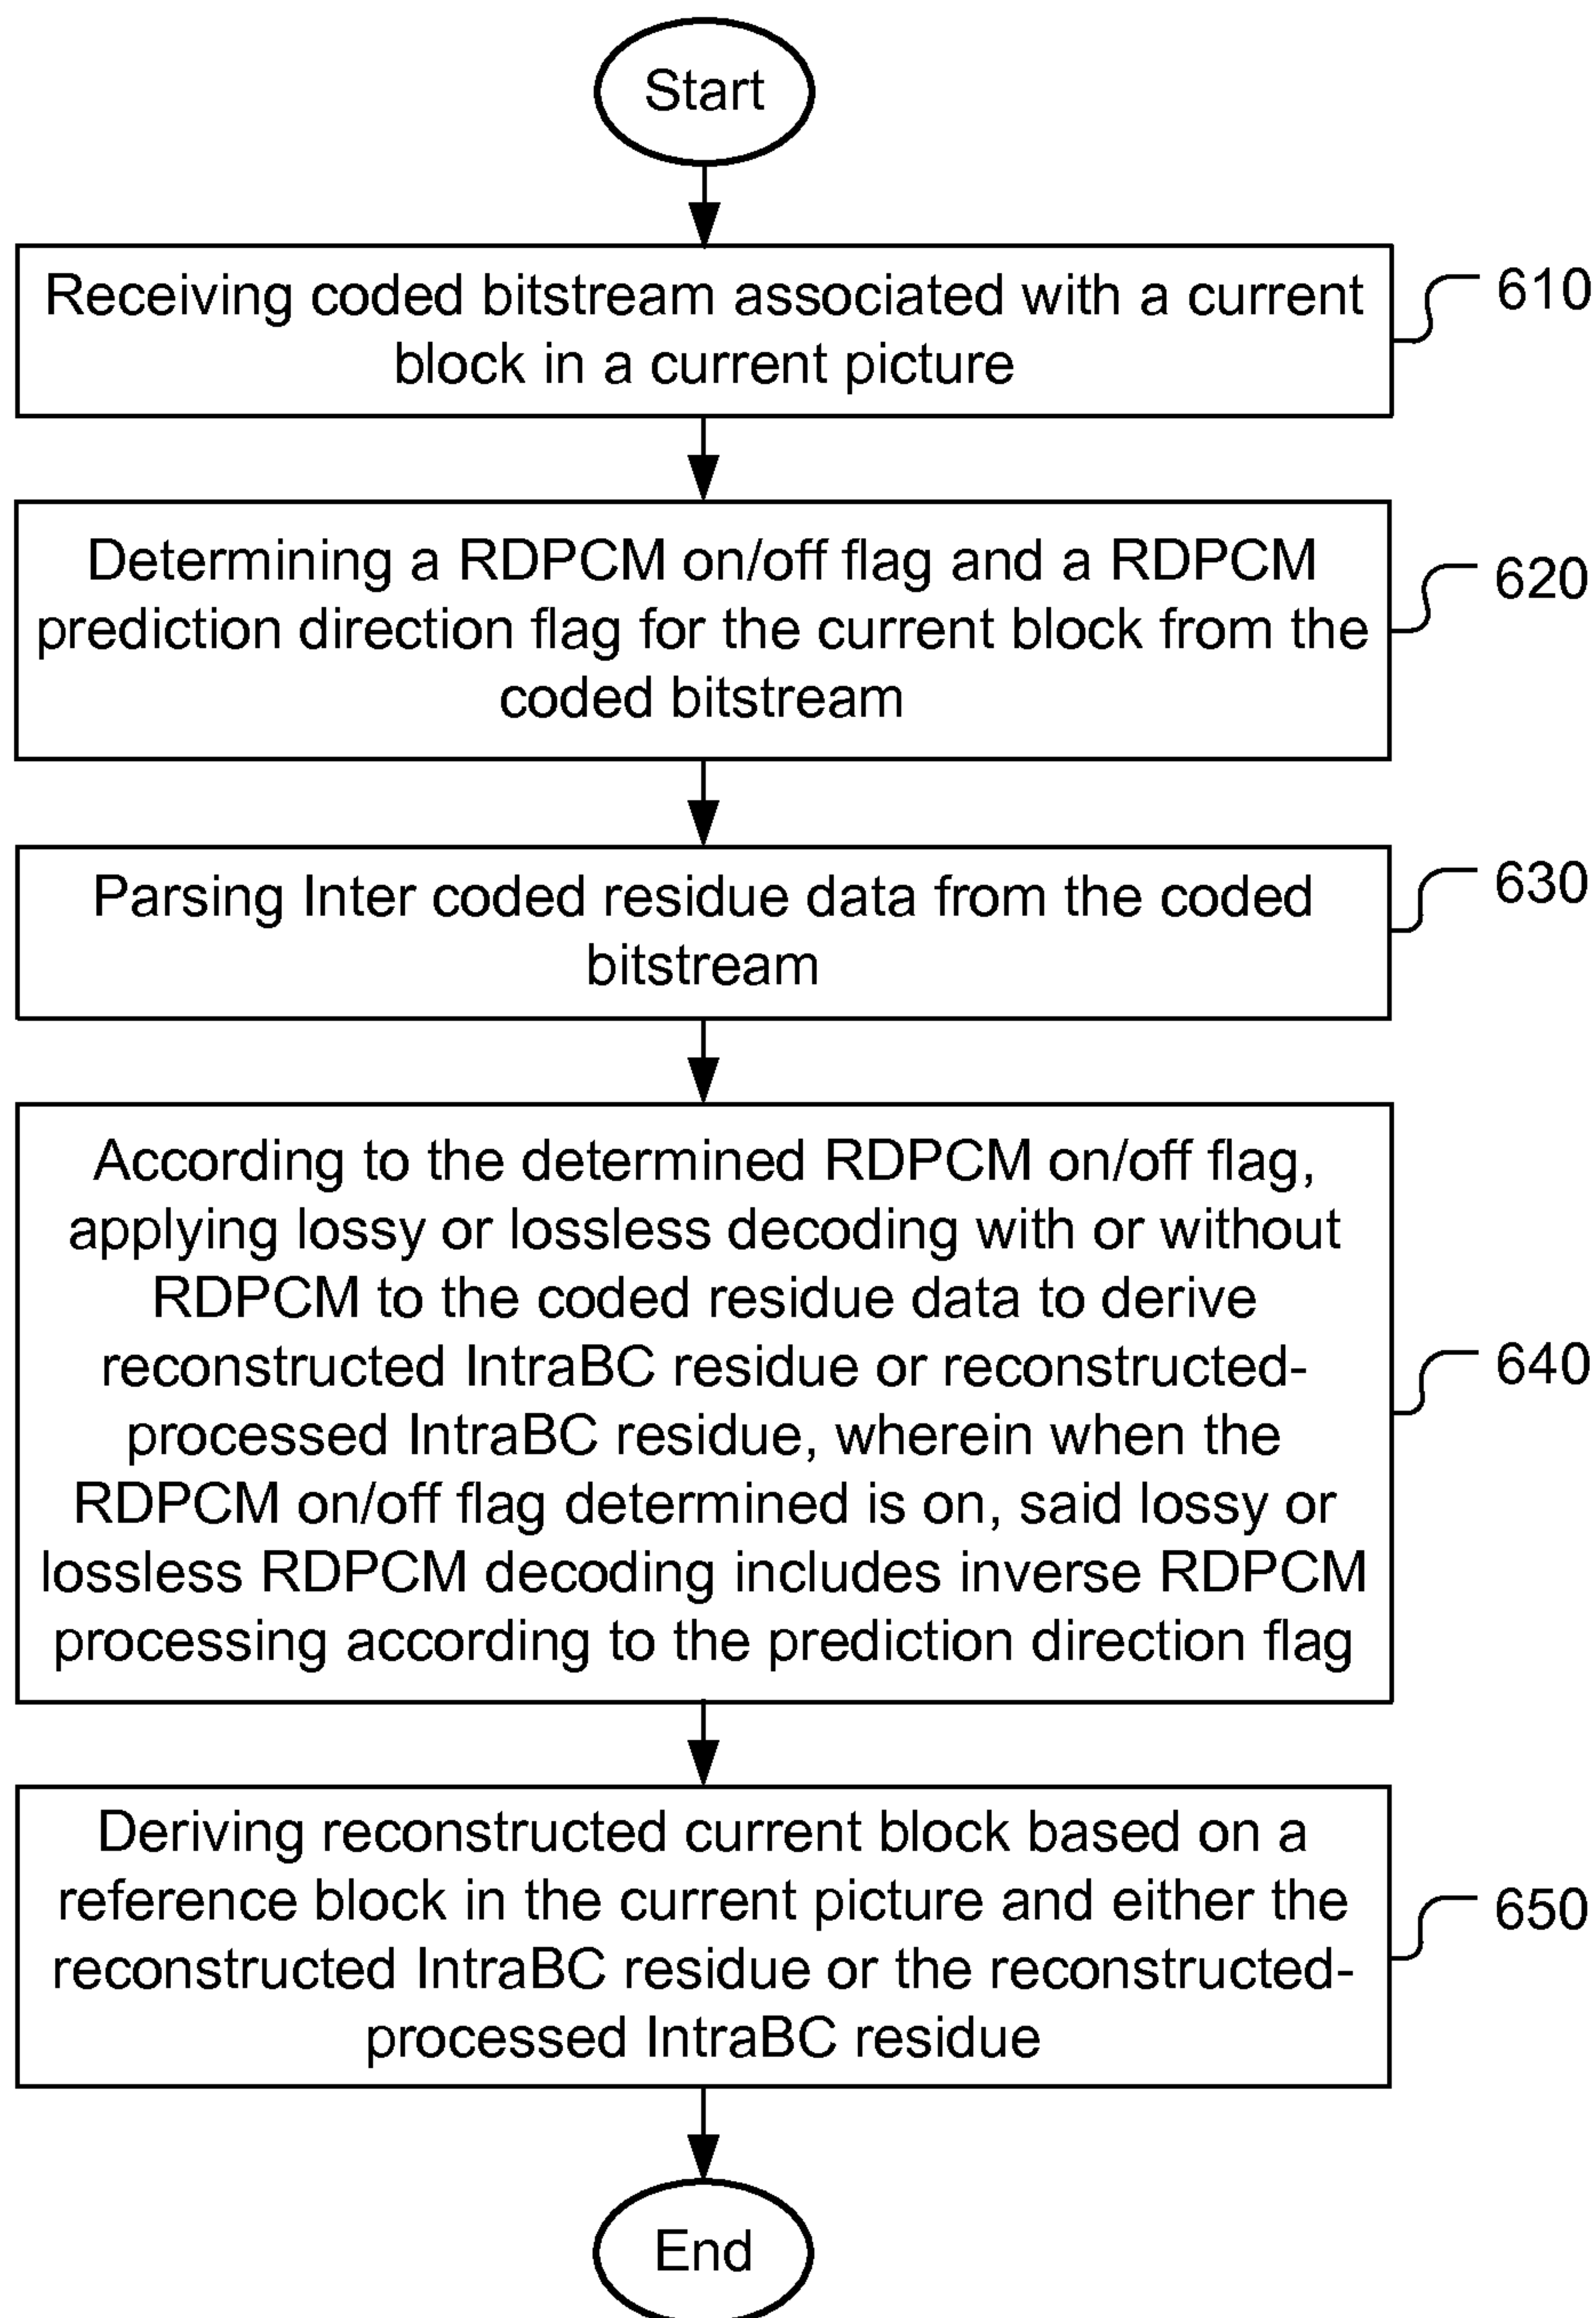 Start
Receiving coded bitstream associated with a current
block in a current picture
610
Determining a RDPCM on/off flag and a RDPCM
prediction direction flag for the current block from the
coded bitstream
620
Parsing Inter coded residue data from the coded
bitstream
630
According to the determined RDPCM on/off flag,
applying lossy or lossless decoding with or without
RDPCM to the coded residue data to derive
reconstructed IntraBC residue or reconstructed-
processed IntraBC residue, wherein when the
RDPCM on/off flag determined is on, said lossy or
lossless RDPCM decoding includes inverse RDPCM
processing according to the prediction direction flag
640
Deriving reconstructed current block based on a
reference block in the current picture and either the
reconstructed IntraBC residue or the reconstructed-
processed IntraBC residue
650
End